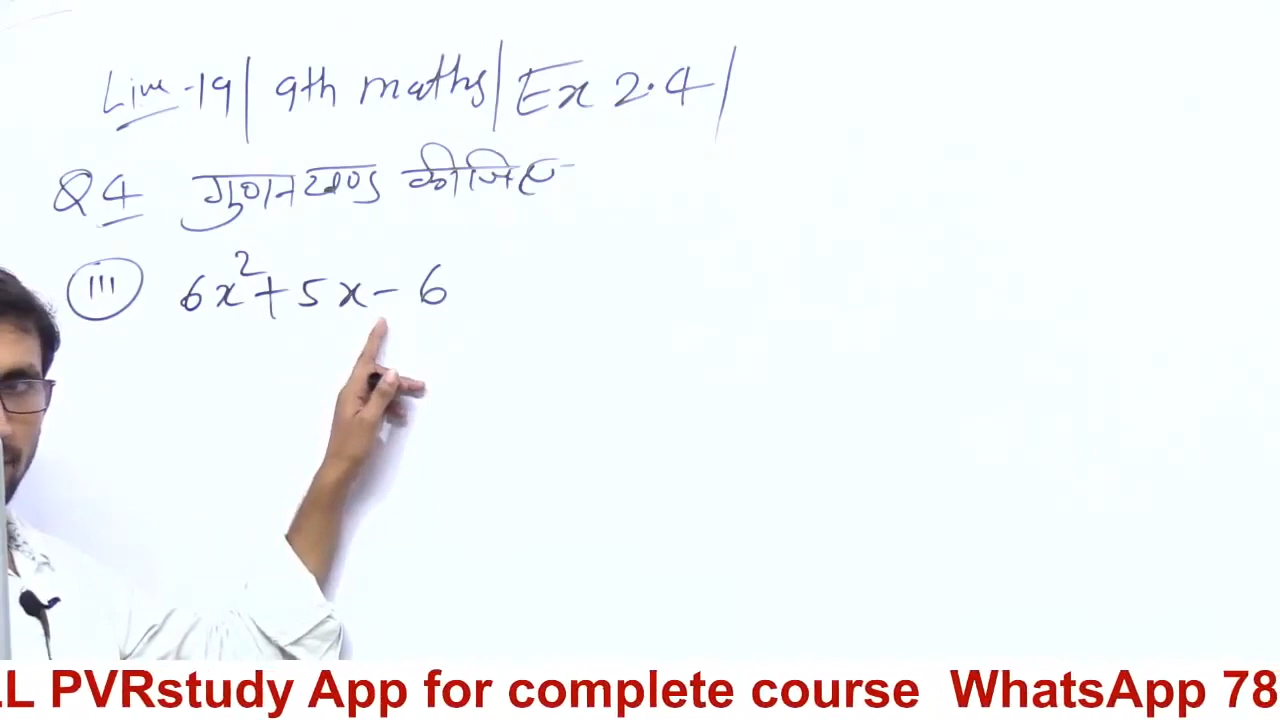 Live-19| 9th maths| Ex 2.4|
Q4 गुणनखण्ड कीजिए
iii 6x²+5x-6
LL PVRstudy App for complete course WhatsApp 78